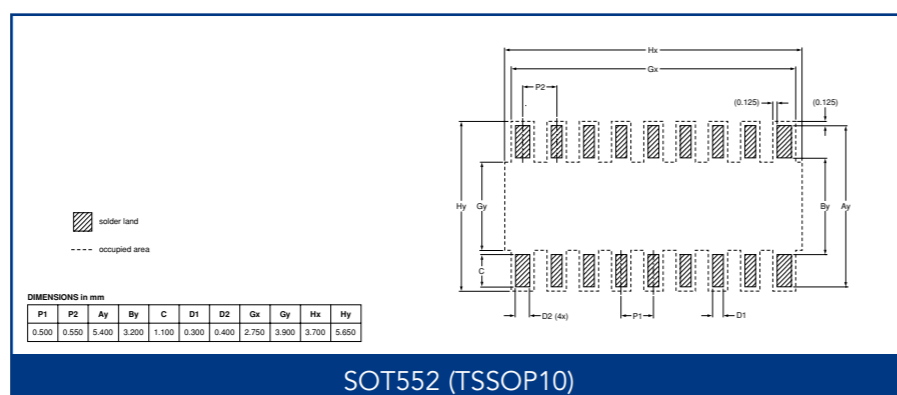 Hx
Gx
P2
(0.125)
(0.125)
Hy
Gy
By
Ay
solder land
occupied area
C
D2 (4x)
P1
D1
DIMENSIONS in mm
P1 P2 Ay By C D1 D2 Gx Gy Hx Hy
0.500 0.550 5.400 3.200 1.100 0.300 0.400 2.750 3.900 3.700 5.650
SOT552 (TSSOP10)